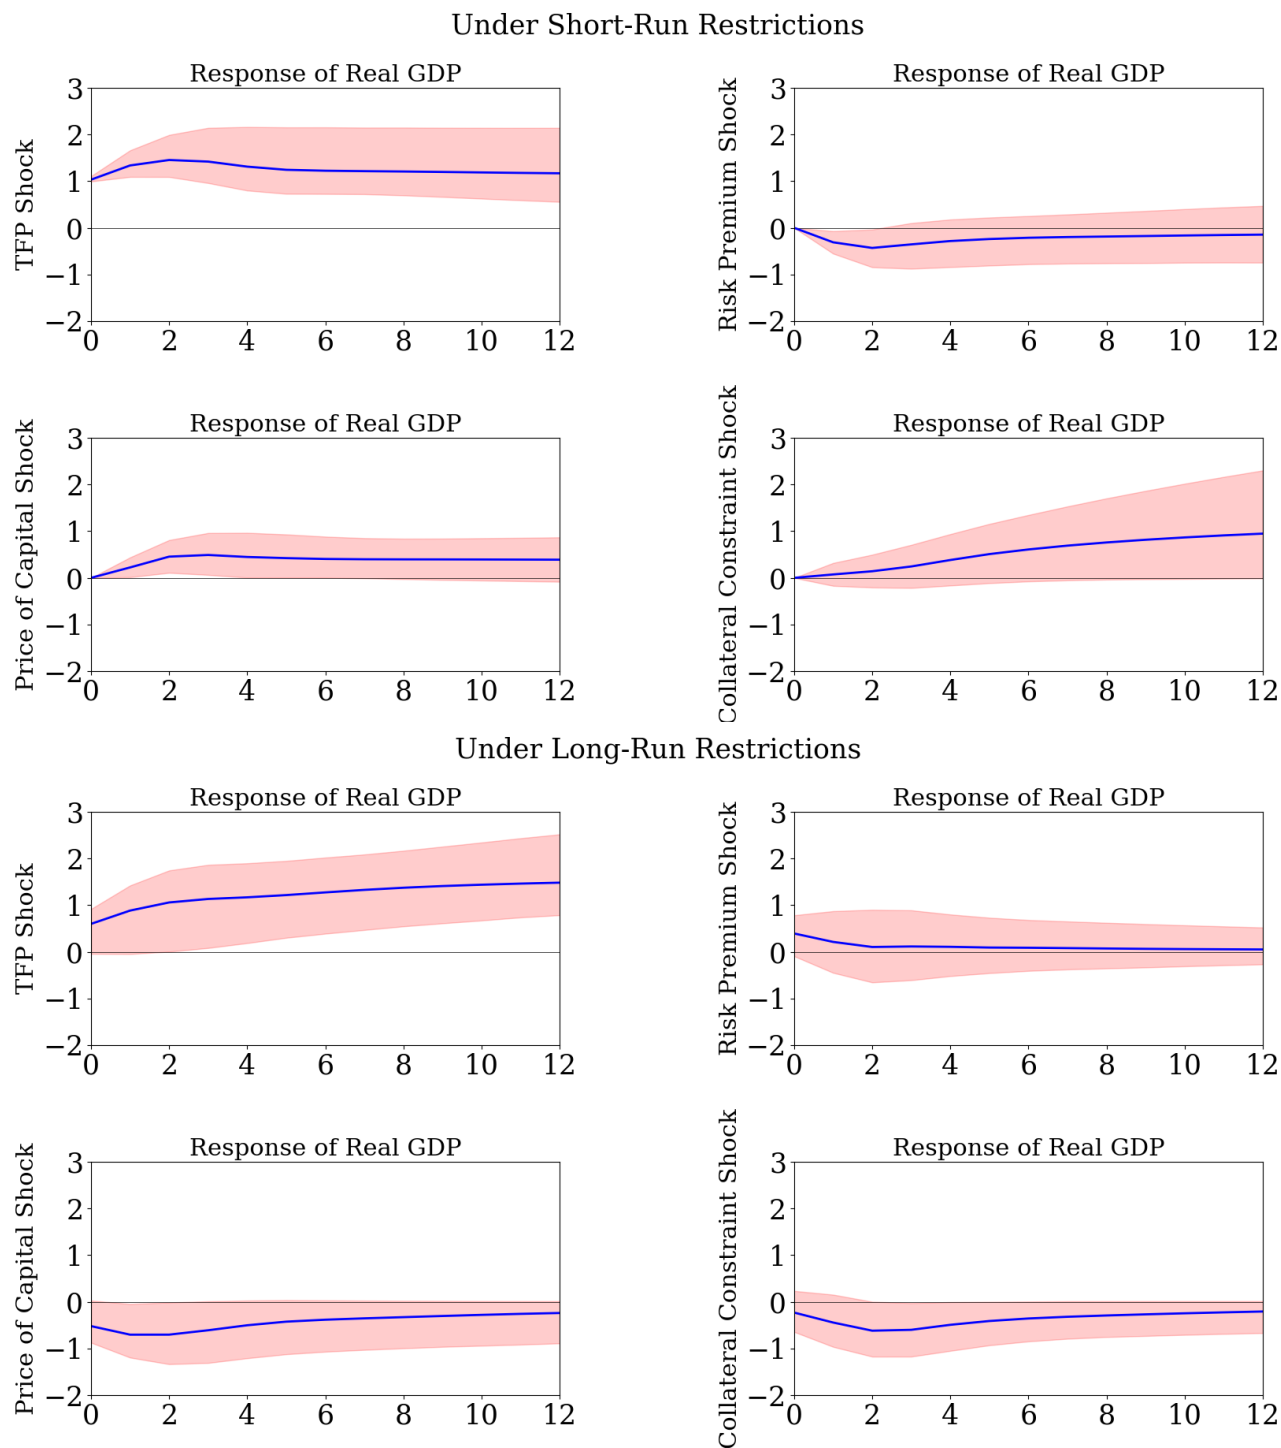 Under Short-Run Restrictions
Response of Real GDP
TFP Shock
3
2
1
0
−1
−2
0 2 4 6 8 10 12
Response of Real GDP
Risk Premium Shock
3
2
1
0
−1
−2
0 2 4 6 8 10 12
Response of Real GDP
Price of Capital Shock
3
2
1
0
−1
−2
0 2 4 6 8 10 12
Response of Real GDP
Collateral Constraint Shock
3
2
1
0
−1
−2
0 2 4 6 8 10 12
Under Long-Run Restrictions
Response of Real GDP
TFP Shock
3
2
1
0
−1
−2
0 2 4 6 8 10 12
Response of Real GDP
Risk Premium Shock
3
2
1
0
−1
−2
0 2 4 6 8 10 12
Response of Real GDP
Price of Capital Shock
3
2
1
0
−1
−2
0 2 4 6 8 10 12
Response of Real GDP
Collateral Constraint Shock
3
2
1
0
−1
−2
0 2 4 6 8 10 12